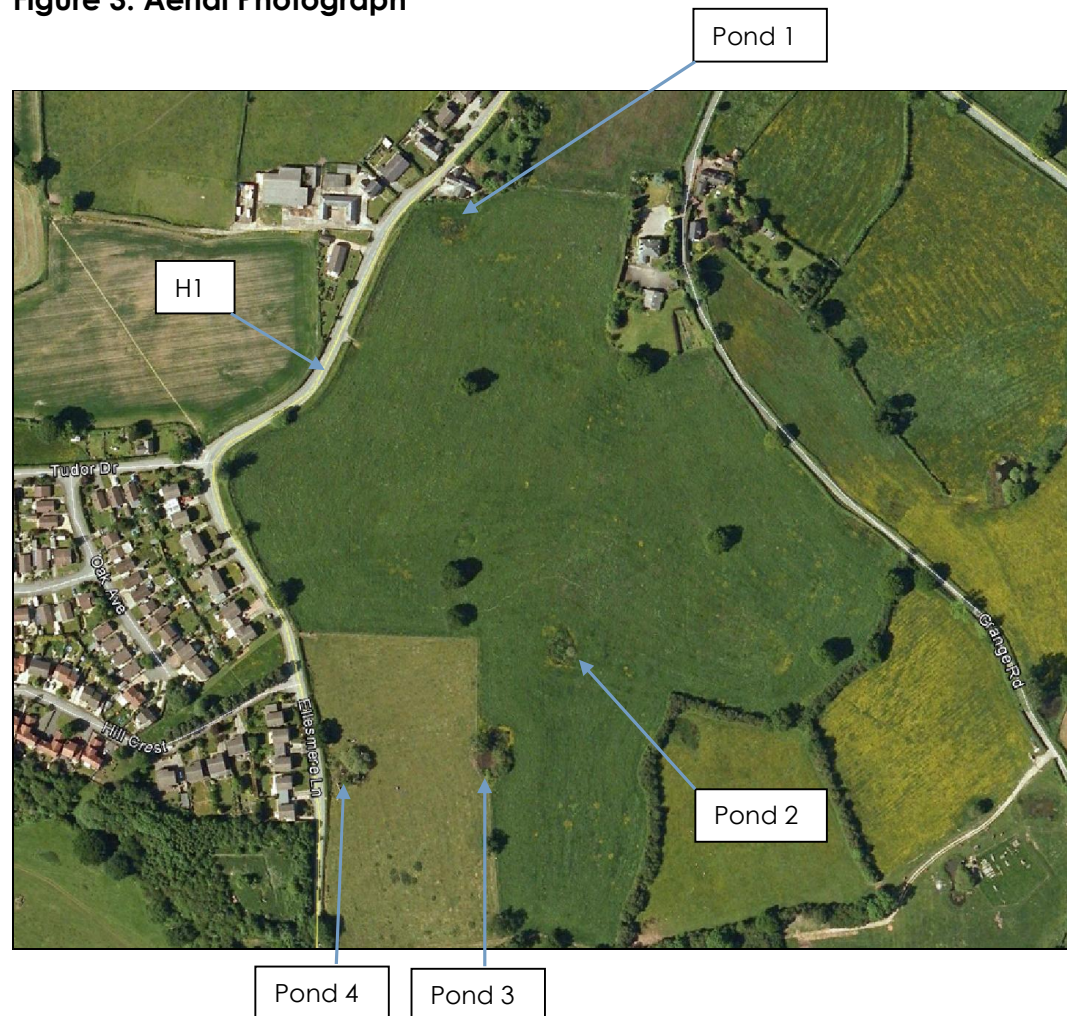 Figure 3: Aerial Photograph
Pond 1
H1
Tudor Dr
Oak Ave
Grange Rd
Hill Crest
Ellesmere Ln
Pond 2
Pond 4
Pond 3